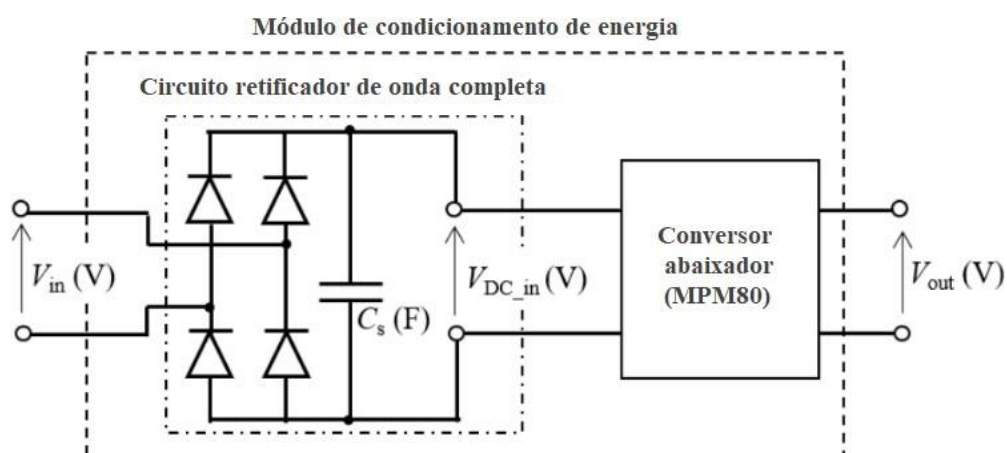 Módulo de condicionamento de energia
Circuito retificador de onda completa
V_in (V)
C_s (F)
V_DC_in (V)
Conversor
abaixador
(MPM80)
V_out (V)